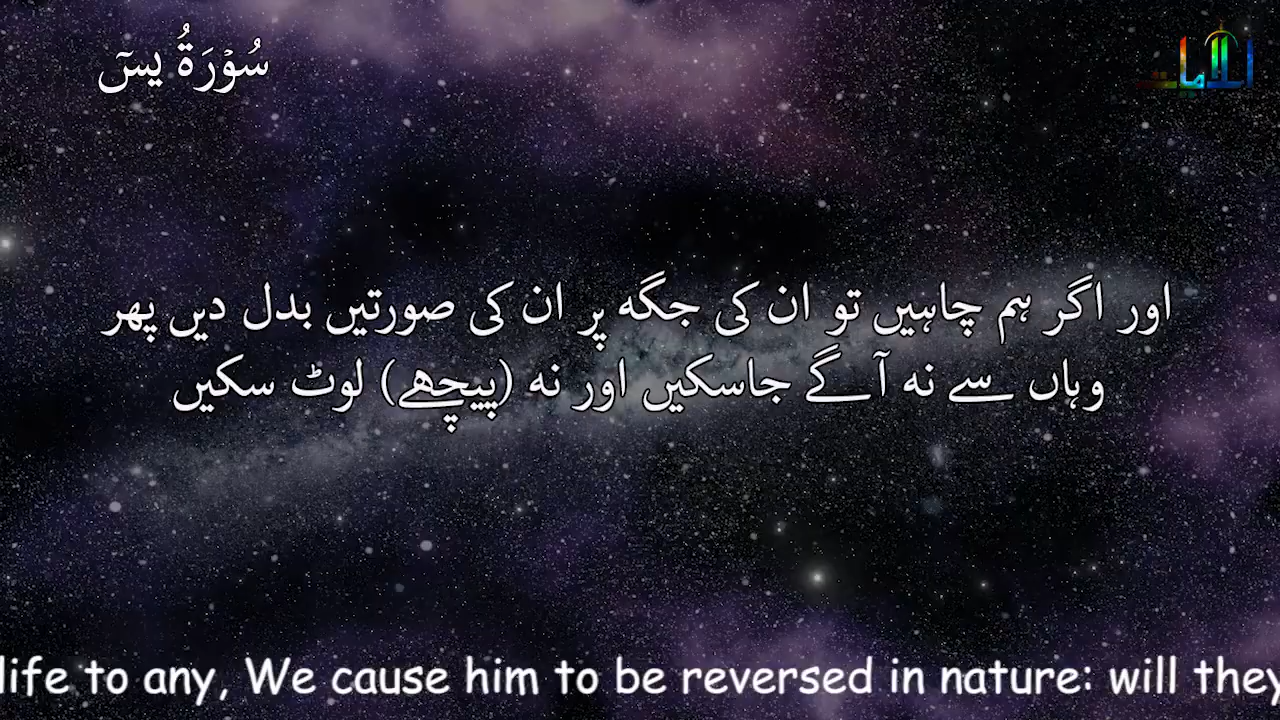 سُوْرَةُ يسٓ
اور اگر ہم چاہیں تو ان کی جگہ پر ان کی صورتیں بدل دیں پھر
وہاں سے نہ آگے جاسکیں اور نہ (پیچھے) لوٹ سکیں
life to any, We cause him to be reversed in nature: will they